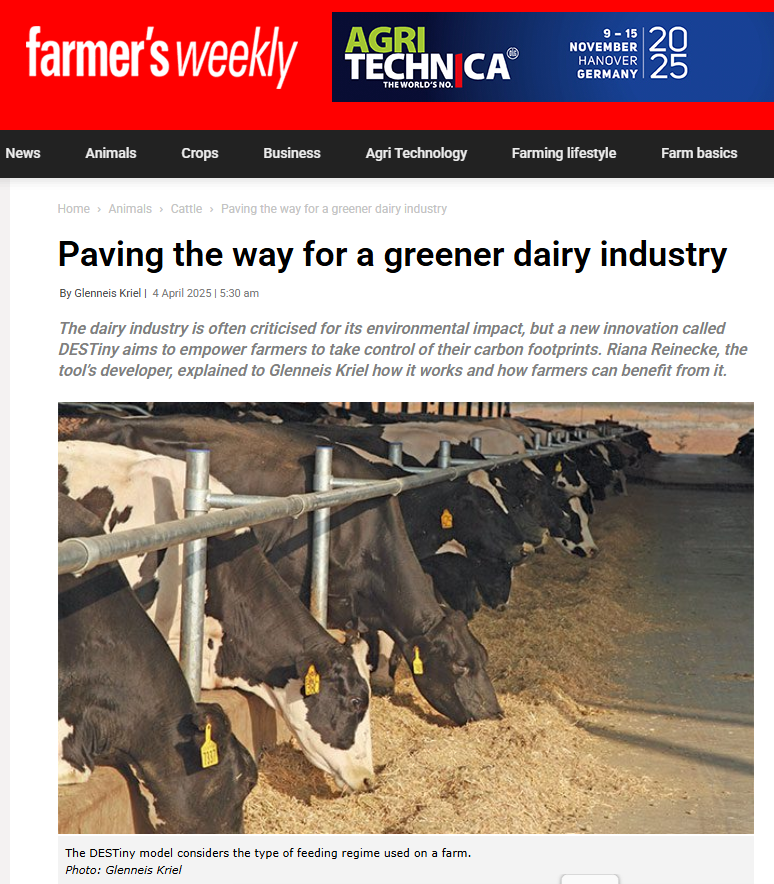 farmer's weekly
AGRI
TECHNICA
THE WORLD'S NO. 1
9 – 15
NOVEMBER
HANOVER
GERMANY
20
25
News Animals Crops Business Agri Technology Farming lifestyle Farm basics
Home › Animals › Cattle › Paving the way for a greener dairy industry
Paving the way for a greener dairy industry
By Glenneis Kriel | 4 April 2025 | 5:30 am
The dairy industry is often criticised for its environmental impact, but a new innovation called
DESTiny aims to empower farmers to take control of their carbon footprints. Riana Reinecke, the
tool's developer, explained to Glenneis Kriel how it works and how farmers can benefit from it.
The DESTiny model considers the type of feeding regime used on a farm.
Photo: Glenneis Kriel